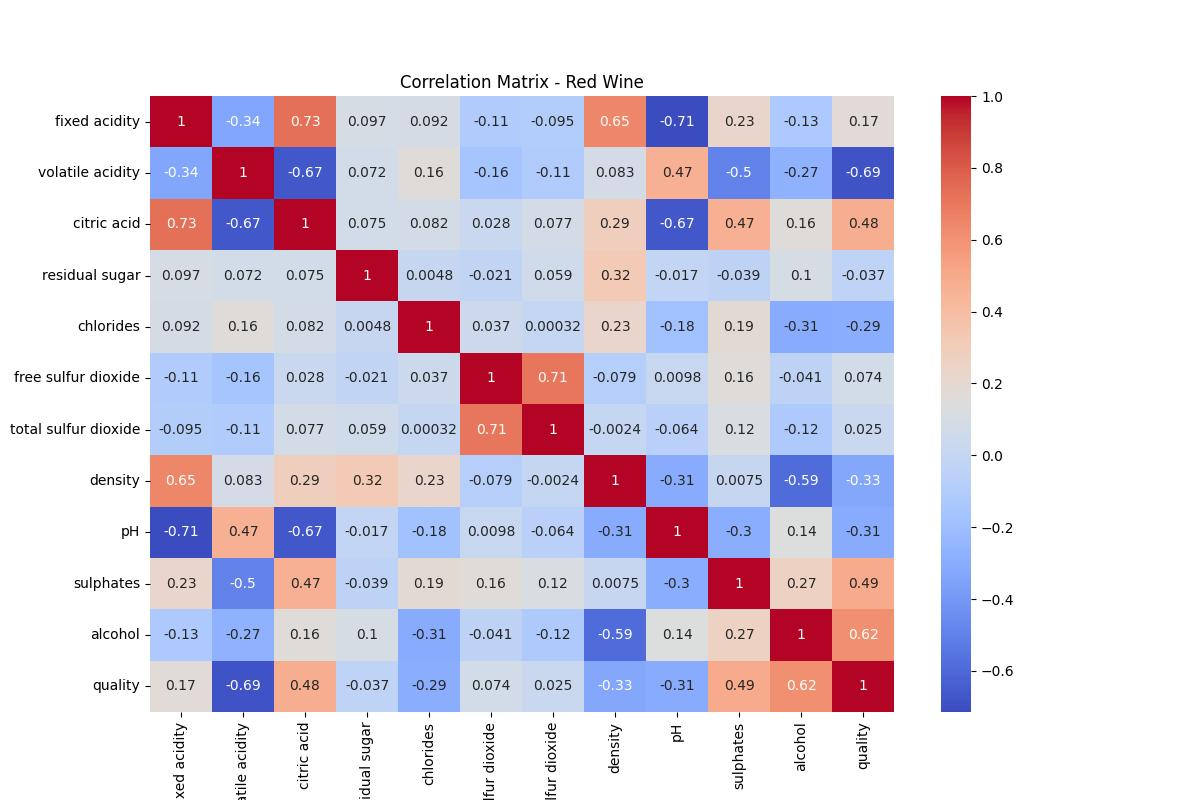 Correlation Matrix - Red Wine
fixed acidity 1 -0.34 0.73 0.097 0.092 -0.11 -0.095 0.65 -0.71 0.23 -0.13 0.17
volatile acidity -0.34 1 -0.67 0.072 0.16 -0.16 -0.11 0.083 0.47 -0.5 -0.27 -0.69
citric acid 0.73 -0.67 1 0.075 0.082 0.028 0.077 0.29 -0.67 0.47 0.16 0.48
residual sugar 0.097 0.072 0.075 1 0.0048 -0.021 0.059 0.32 -0.017 -0.039 0.1 -0.037
chlorides 0.092 0.16 0.082 0.0048 1 0.037 0.00032 0.23 -0.18 0.19 -0.31 -0.29
free sulfur dioxide -0.11 -0.16 0.028 -0.021 0.037 1 0.71 -0.079 0.0098 0.16 -0.041 0.074
total sulfur dioxide -0.095 -0.11 0.077 0.059 0.00032 0.71 1 -0.0024 -0.064 0.12 -0.12 0.025
density 0.65 0.083 0.29 0.32 0.23 -0.079 -0.0024 1 -0.31 0.0075 -0.59 -0.33
pH -0.71 0.47 -0.67 -0.017 -0.18 0.0098 -0.064 -0.31 1 -0.3 0.14 -0.31
sulphates 0.23 -0.5 0.47 -0.039 0.19 0.16 0.12 0.0075 -0.3 1 0.27 0.49
alcohol -0.13 -0.27 0.16 0.1 -0.31 -0.041 -0.12 -0.59 0.14 0.27 1 0.62
quality 0.17 -0.69 0.48 -0.037 -0.29 0.074 0.025 -0.33 -0.31 0.49 0.62 1
xed acidity
atile acidity
citric acid
idual sugar
chlorides
lfur dioxide
lfur dioxide
density
pH
sulphates
alcohol
quality
1.0
0.8
0.6
0.4
0.2
0.0
−0.2
−0.4
−0.6